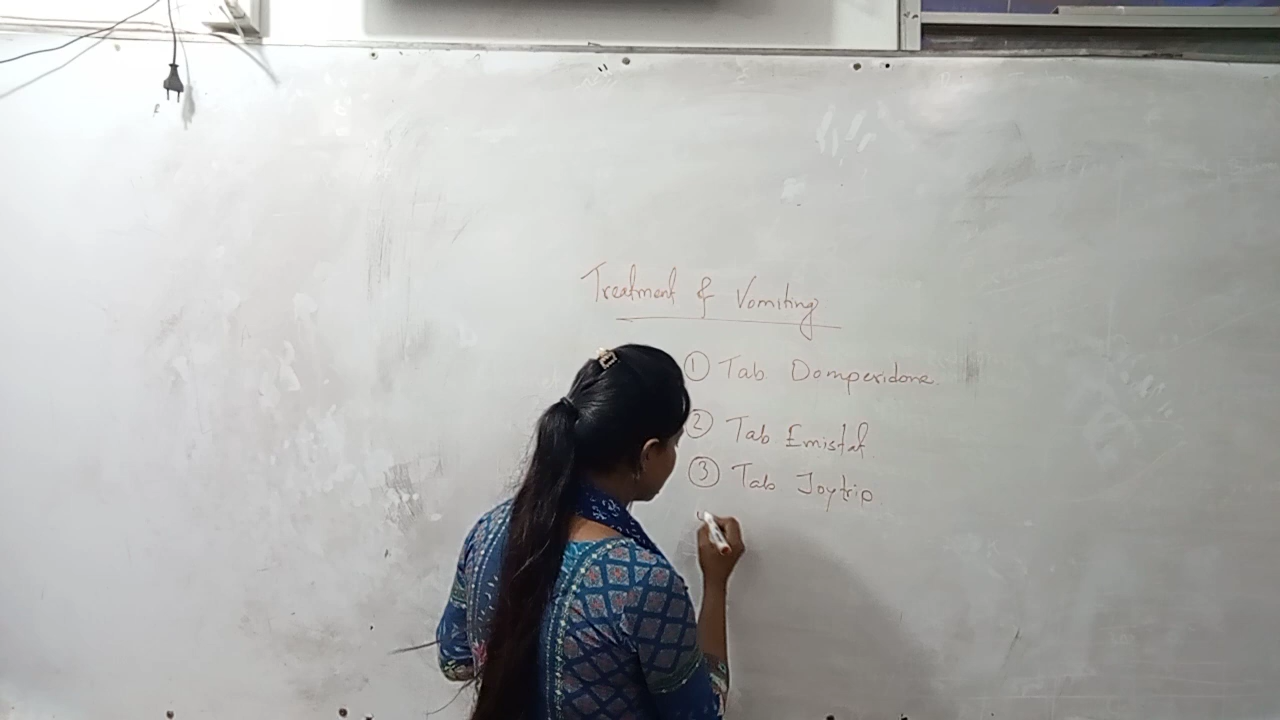 Treatment of Vomiting
① Tab Domperidone.
② Tab Emistat.
③ Tab Joytrip.